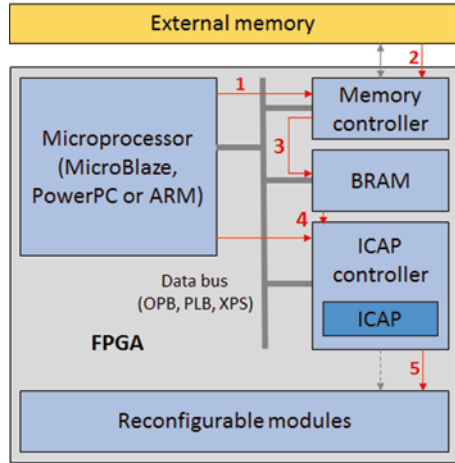 External memory
2
1
Memory
controller
Microprocessor
(MicroBlaze,
PowerPC or ARM)
3
BRAM
4
ICAP
controller
Data bus
(OPB, PLB, XPS)
ICAP
FPGA
5
Reconfigurable modules